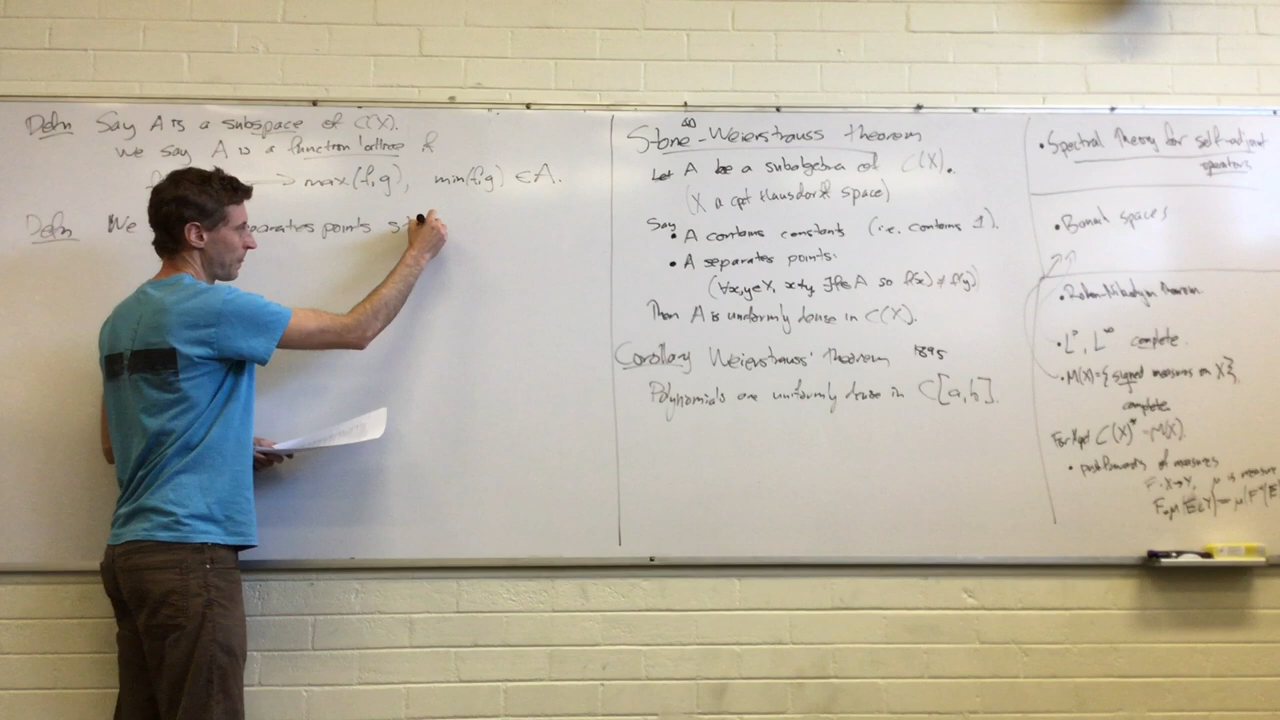 Defn Say A is a subspace of C(X).
We say A is a function lattice if
⟹ max(f,g), min(f,g) ∈ A.
Defn We separates points st
Stone-Weierstrauss theorem
Let A be a subalgebra of C(X).
(X a cpt Hausdorff space)
Say
• A contains constants (i.e. contains 1).
• A separates points:
(∀x,y∈X, x≠y, ∃f∈A so f(x) ≠ f(y))
Then A is uniformly dense in C(X).
Corollary Weierstrauss' theorem 1895
Polynomials are uniformly dense in C[a,b].
• Spectral Theory for self-adjoint
operators
• Banach spaces
• Radon-Nikodym theorem.
• L^∞ complete.
• M(X)={signed measures on X},
complete.
For X cpt C(X)* = M(X).
• pushforwards of measures
F: X→Y, μ is measure